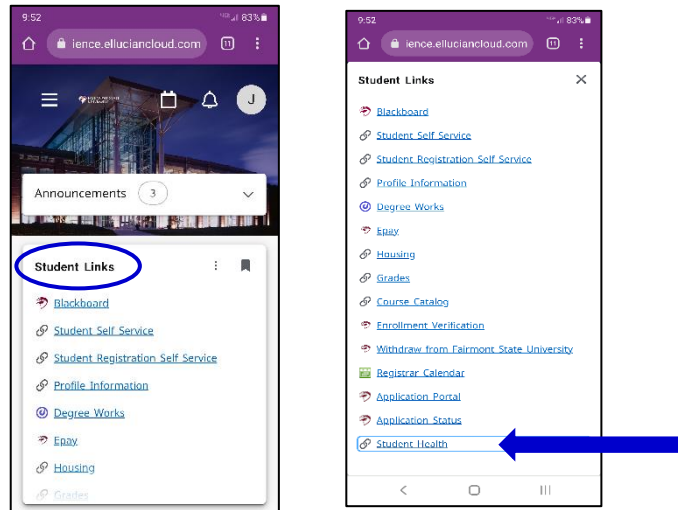 9:52
83%
ience.elluciancloud.com
11
J
Announcements 3
Student Links
Blackboard
Student Self Service
Student Registration Self Service
Profile Information
Degree Works
Epay
Housing
Grades
9:52
83%
ience.elluciancloud.com
11
Student Links
Blackboard
Student Self Service
Student Registration Self Service
Profile Information
Degree Works
Epay
Housing
Grades
Course Catalog
Enrollment Verification
Withdraw from Fairmont State University
Registrar Calendar
Application Portal
Application Status
Student Health